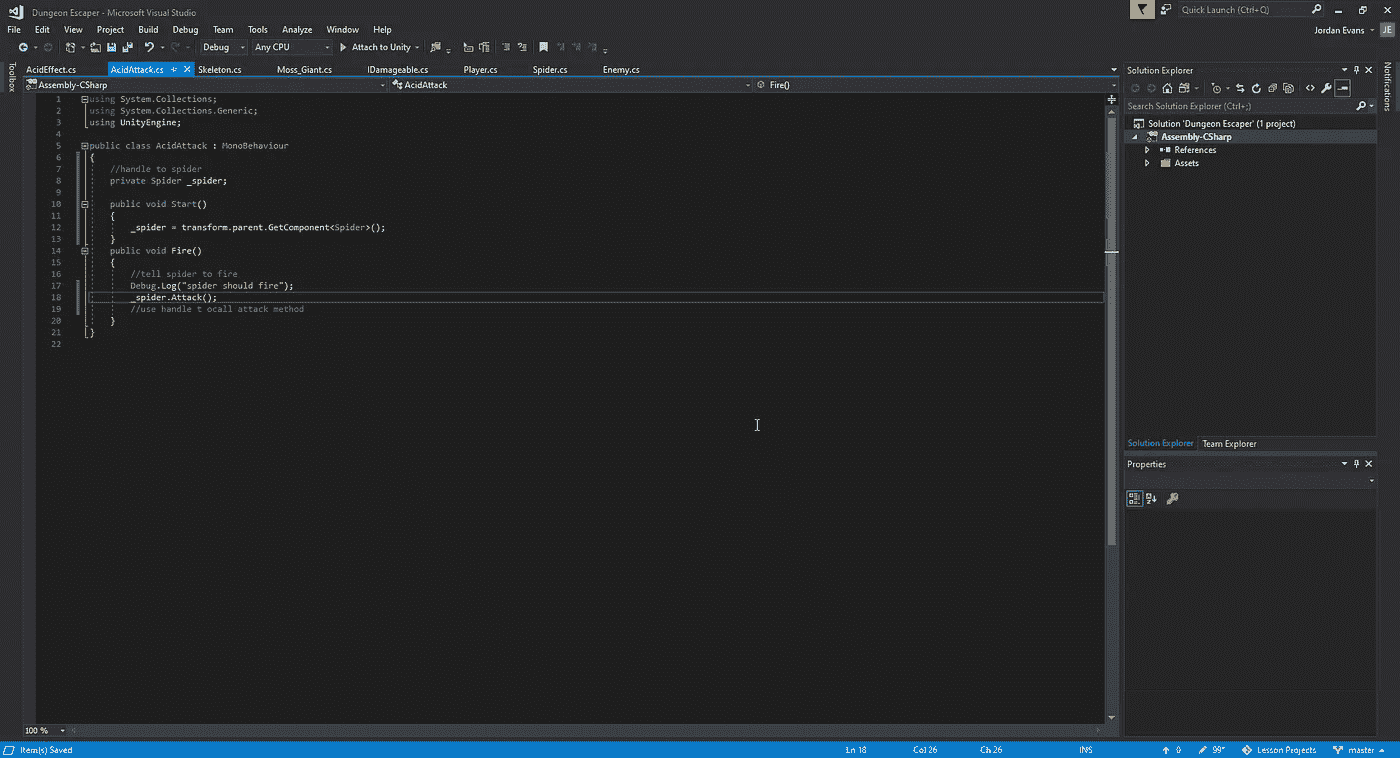 Dungeon Escaper - Microsoft Visual Studio
Quick Launch (Ctrl+Q)
File Edit View Project Build Debug Team Tools Analyze Window Help
Jordan Evans JE
Debug Any CPU Attach to Unity
Toolbox
AcidEffect.cs AcidAttack.cs Skeleton.cs Moss_Giant.cs IDamageable.cs Player.cs Spider.cs Enemy.cs
Assembly-CSharp AcidAttack Fire()
1 using System.Collections;
2 using System.Collections.Generic;
3 using UnityEngine;
4
5 public class AcidAttack : MonoBehaviour
6 {
7 //handle to spider
8 private Spider _spider;
9
10 public void Start()
11 {
12 _spider = transform.parent.GetComponent<Spider>();
13 }
14 public void Fire()
15 {
16 //tell spider to fire
17 Debug.Log("spider should fire");
18 _spider.Attack();
19 //use handle t ocall attack method
20 }
21 }
22
100 %
Solution Explorer
Search Solution Explorer (Ctrl+;)
Solution 'Dungeon Escaper' (1 project)
Assembly-CSharp
References
Assets
Solution Explorer Team Explorer
Properties
Notifications
Item(s) Saved Ln 18 Col 26 Ch 26 INS 0 99* Lesson Projects master